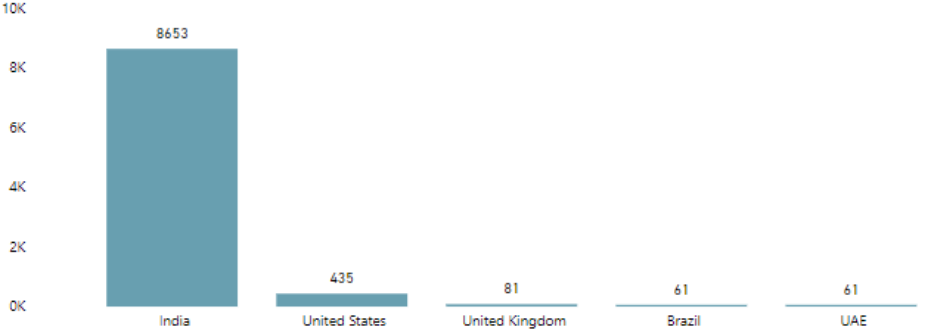 10K
8K
6K
4K
2K
0K
8653
435
81
61
61
India
United States
United Kingdom
Brazil
UAE